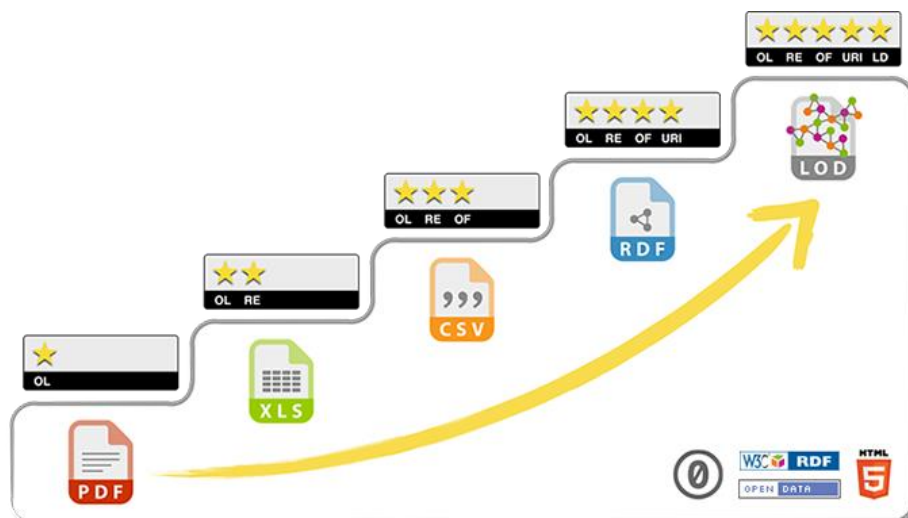 OL RE OF URI LD
OL RE OF URI
LOD
OL RE OF
RDF
OL RE
CSV
OL
XLS
PDF
0
W3C RDF
OPEN DATA
HTML
5